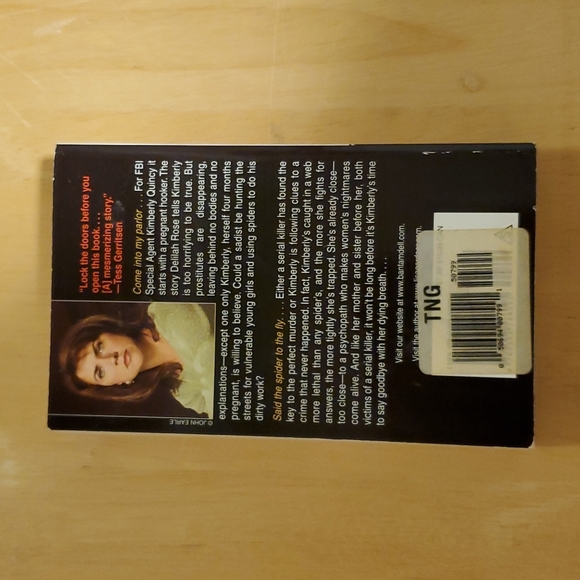 "Lock the doors before you
open this book. . . .
[A] mesmerizing story."
—Tess Gerritsen
Come into my parlor . . . For FBI
Special Agent Kimberly Quincy it
starts with a pregnant hooker. The
story Delilah Rose tells Kimberly
is too horrifying to be true. But
prostitutes are disappearing,
leaving behind no bodies and no
explanations—except one only Kimberly, herself four months
pregnant, is willing to believe. Could a sadist be hunting the
streets for vulnerable young girls and using spiders to do his
dirty work?
© JOHN EARLE
Said the spider to the fly. . . . Either a serial killer has found the
key to the perfect murder or Kimberly is following clues to a
crime that never happened. In fact, Kimberly's caught in a web
more lethal than any spider's, and the more she fights for
answers, the more tightly she's trapped. She's already close—
too close—to a psychopath who makes women's nightmares
come alive. And like her mother and sister before her, both
victims of a serial killer, it won't be long before it's Kimberly's time
to say goodbye with her dying breath. . . .
Visit our website at www.bantamdell.com.
Visit the author at
TNG
58799